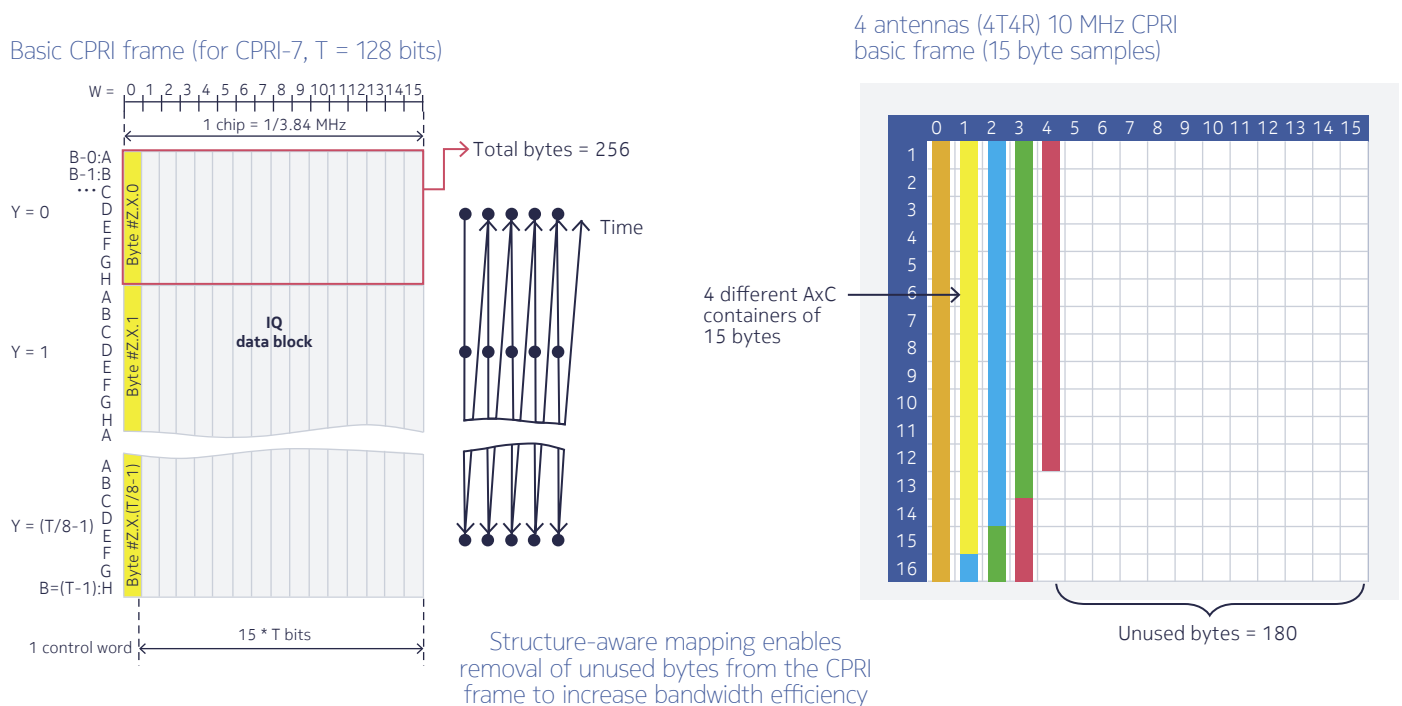 Basic CPRI frame (for CPRI-7, T = 128 bits)
W = 0 1 2 3 4 5 6 7 8 9 10 11 12 13 14 15
1 chip = 1/3.84 MHz
Total bytes = 256
B-0:A
B-1:B
··· C
D
E
F
G
H
Y = 0
Byte #Z.X.0
A
B
C
D
E
F
G
H
A
Y = 1
Byte #Z.X.1
IQ
data block
A
B
C
D
E
F
G
B=(T-1):H
Y = (T/8-1)
Byte #Z.X.(T/8-1)
1 control word
15 * T bits
Time
Structure-aware mapping enables
removal of unused bytes from the CPRI
frame to increase bandwidth efficiency
4 antennas (4T4R) 10 MHz CPRI
basic frame (15 byte samples)
0 1 2 3 4 5 6 7 8 9 10 11 12 13 14 15
1
2
3
4
5
6
7
8
9
10
11
12
13
14
15
16
4 different AxC
containers of
15 bytes
Unused bytes = 180